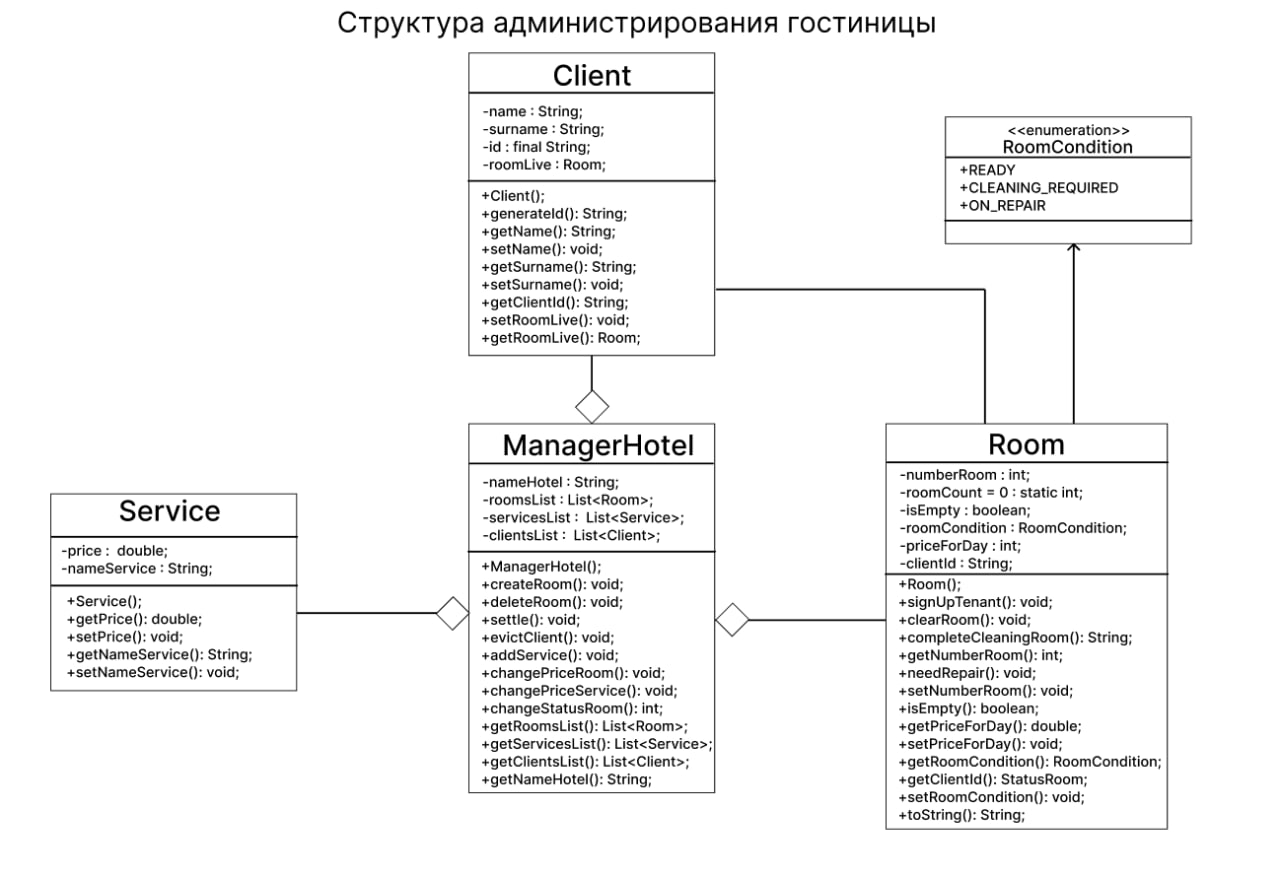 Структура администрирования гостиницы
Client
-name : String;
-surname : String;
-id : final String;
-roomLive : Room;
+Client();
+generateId(): String;
+getName(): String;
+setName(): void;
+getSurname(): String;
+setSurname(): void;
+getClientId(): String;
+setRoomLive(): void;
+getRoomLive(): Room;
<<enumeration>>
RoomCondition
+READY
+CLEANING_REQUIRED
+ON_REPAIR
ManagerHotel
-nameHotel : String;
-roomsList : List<Room>;
-servicesList : List<Service>;
-clientsList : List<Client>;
+ManagerHotel();
+createRoom(): void;
+deleteRoom(): void;
+settle(): void;
+evictClient(): void;
+addService(): void;
+changePriceRoom(): void;
+changePriceService(): void;
+changeStatusRoom(): int;
+getRoomsList(): List<Room>;
+getServicesList(): List<Service>;
+getClientsList(): List<Client>;
+getNameHotel(): String;
Room
-numberRoom : int;
-roomCount = 0 : static int;
-isEmpty : boolean;
-roomCondition : RoomCondition;
-priceForDay : int;
-clientId : String;
+Room();
+signUpTenant(): void;
+clearRoom(): void;
+completeCleaningRoom(): String;
+getNumberRoom(): int;
+needRepair(): void;
+setNumberRoom(): void;
+isEmpty(): boolean;
+getPriceForDay(): double;
+setPriceForDay(): void;
+getRoomCondition(): RoomCondition;
+getClientId(): StatusRoom;
+setRoomCondition(): void;
+toString(): String;
Service
-price : double;
-nameService : String;
+Service();
+getPrice(): double;
+setPrice(): void;
+getNameService(): String;
+setNameService(): void;